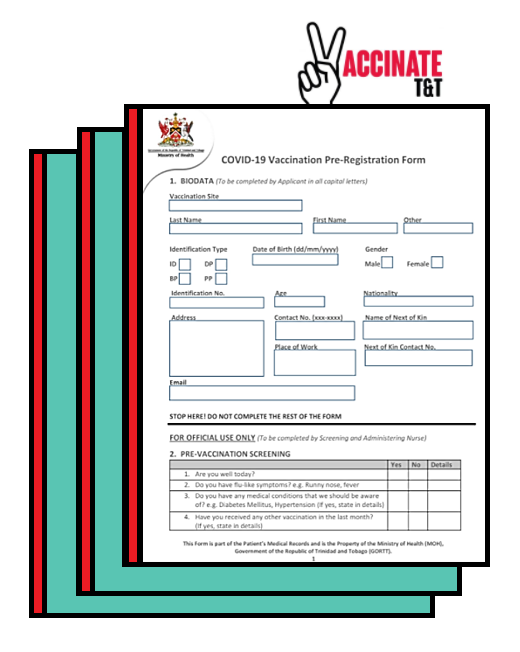 ACCINATE
T&T
Ministry of Health
COVID-19 Vaccination Pre-Registration Form
1. BIODATA (To be completed by Applicant in all capital letters)
Vaccination Site
Last Name First Name Other
Identification Type Date of Birth (dd/mm/yyyy) Gender
ID DP Male Female
BP PP
Identification No. Age Nationality
Address Contact No. (xxx-xxxx) Name of Next of Kin
Place of Work Next of Kin Contact No.
Email
STOP HERE! DO NOT COMPLETE THE REST OF THE FORM
FOR OFFICIAL USE ONLY (To be completed by Screening and Administering Nurse)
2. PRE-VACCINATION SCREENING
Yes No Details
1. Are you well today?
2. Do you have flu-like symptoms? e.g. Runny nose, fever
3. Do you have any medical conditions that we should be aware
of? e.g. Diabetes Mellitus, Hypertension (If yes, state in details)
4. Have you received any other vaccination in the last month?
(If yes, state in details)
This Form is part of the Patient's Medical Records and is the Property of the Ministry of Health (MOH),
Government of the Republic of Trinidad and Tobago (GORTT).
1